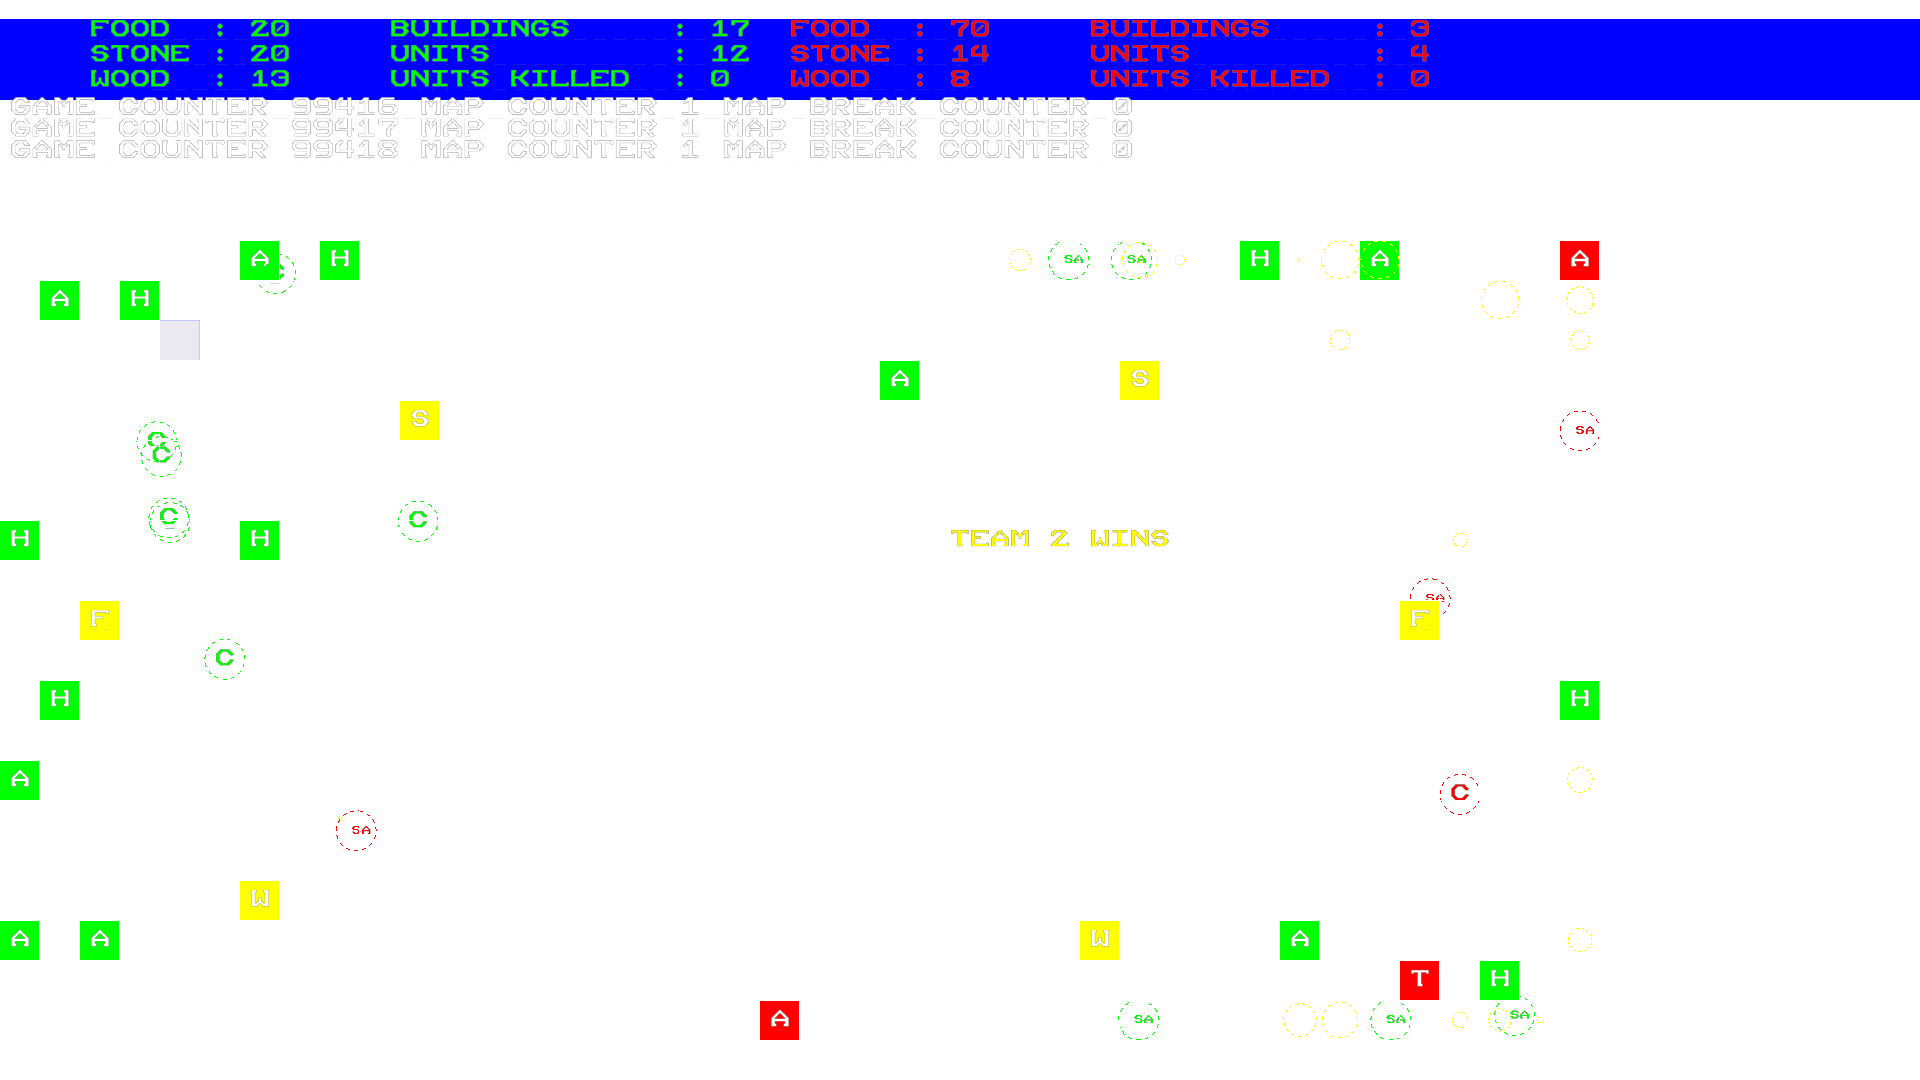 FOOD : 20 BUILDINGS : 17 FOOD : 70 BUILDINGS : 3
STONE : 20 UNITS : 12 STONE : 14 UNITS : 4
WOOD : 13 UNITS KILLED : 0 WOOD : 8 UNITS KILLED : 0
GAME COUNTER 99416 MAP COUNTER 1 MAP BREAK COUNTER 0
GAME COUNTER 99417 MAP COUNTER 1 MAP BREAK COUNTER 0
GAME COUNTER 99418 MAP COUNTER 1 MAP BREAK COUNTER 0
A C H SA SA H A A
A H
A S
S SA
C
C
C C
H H TEAM 2 WINS
SA
F F
C
H H
A
C
SA
W
A A W A
T H
A SA SA SA